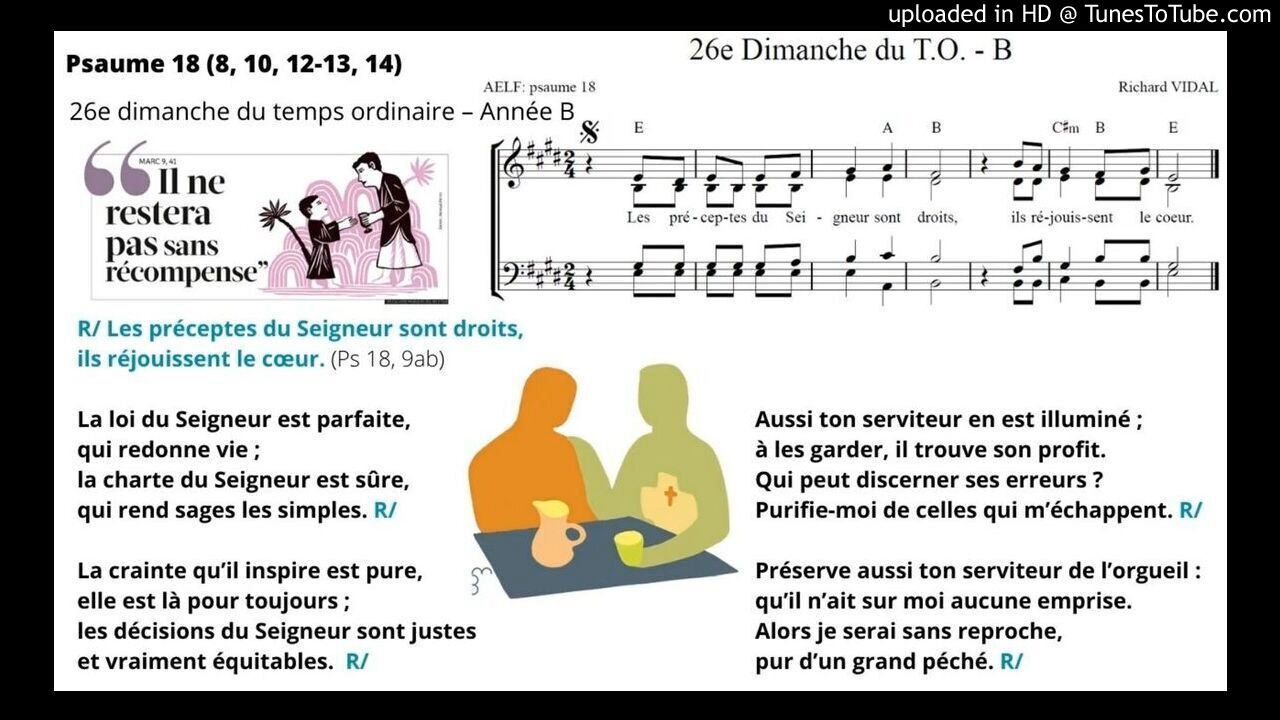 uploaded in HD @ TunesToTube.com
Psaume 18 (8, 10, 12-13, 14)
26e dimanche du temps ordinaire – Année B
26e Dimanche du T.O. - B
AELF: psaume 18
Richard VIDAL
E A B C#m B E
Les pré-cep-tes du Sei - gneur sont droits, ils ré-jouis-sent le coeur.
MARC 9, 41
“Il ne
restera
pas sans
récompense”
R/ Les préceptes du Seigneur sont droits,
ils réjouissent le cœur. (Ps 18, 9ab)
La loi du Seigneur est parfaite,
qui redonne vie ;
la charte du Seigneur est sûre,
qui rend sages les simples. R/
La crainte qu’il inspire est pure,
elle est là pour toujours ;
les décisions du Seigneur sont justes
et vraiment équitables. R/
Aussi ton serviteur en est illuminé ;
à les garder, il trouve son profit.
Qui peut discerner ses erreurs ?
Purifie-moi de celles qui m’échappent. R/
Préserve aussi ton serviteur de l’orgueil :
qu’il n’ait sur moi aucune emprise.
Alors je serai sans reproche,
pur d’un grand péché. R/